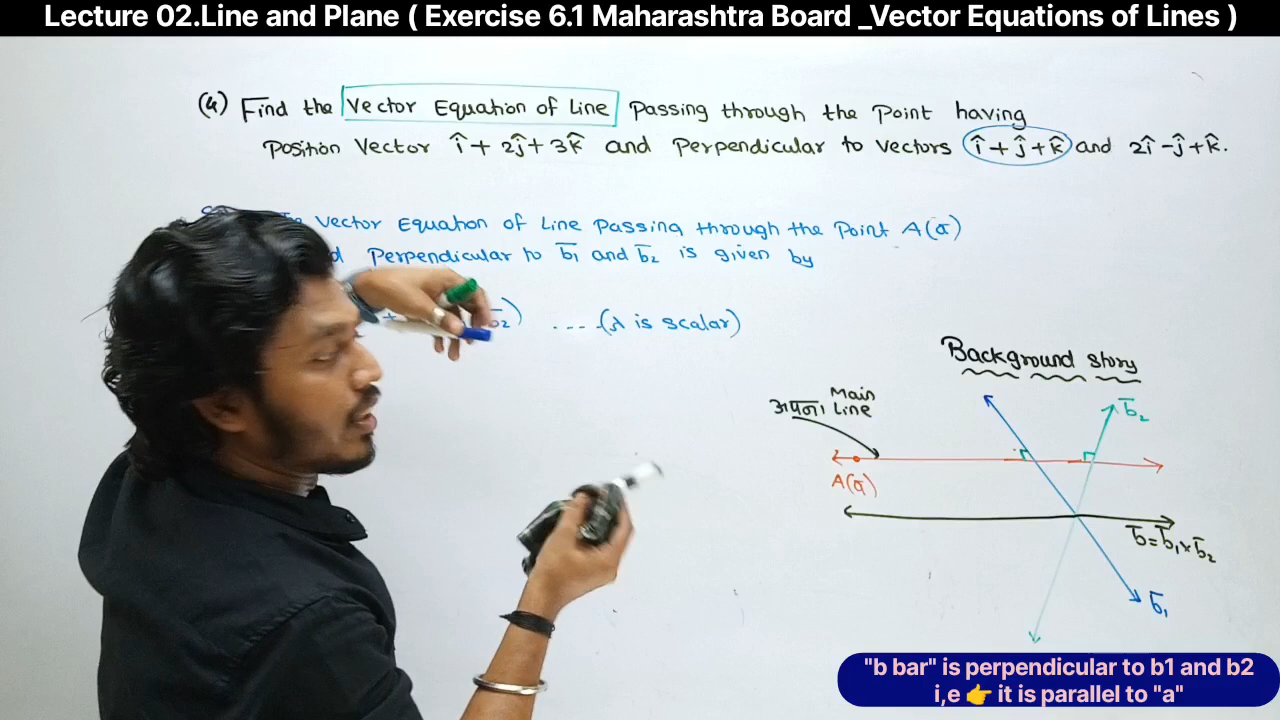 Lecture 02.Line and Plane ( Exercise 6.1 Maharashtra Board _Vector Equations of Lines )
(4) Find the Vector Equation of Line Passing through the Point having
Position Vector î + 2ĵ + 3k̂ and Perpendicular to Vectors î + ĵ + k̂ and 2î - ĵ + k̂.
Vector Equation of Line Passing through the Point A(a̅)
Perpendicular to b̅₁ and b̅₂ is given by
+ b̅₂) ... (λ is scalar)
Background story
अपना Main
Line
b̅₂
A(a̅)
b̅ = b̅₁ × b̅₂
b̅₁
"b bar" is perpendicular to b1 and b2
i,e 👉 it is parallel to "a"